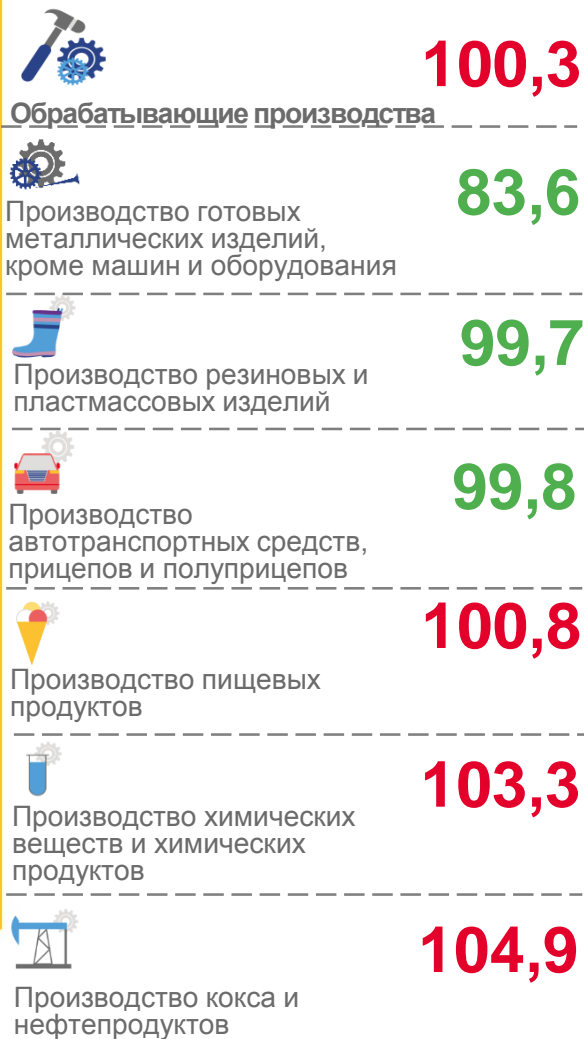 100,3
Обрабатывающие производства
83,6
Производство готовых
металлических изделий,
кроме машин и оборудования
99,7
Производство резиновых и
пластмассовых изделий
99,8
Производство
автотранспортных средств,
прицепов и полуприцепов
100,8
Производство пищевых
продуктов
103,3
Производство химических
веществ и химических
продуктов
104,9
Производство кокса и
нефтепродуктов